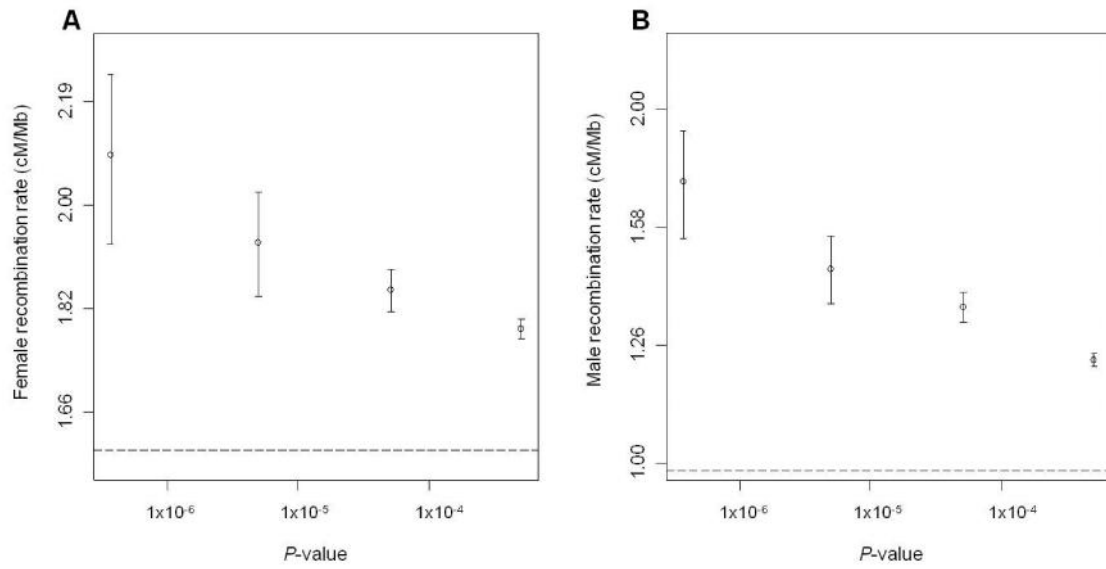 A
Female recombination rate (cM/Mb)
2.19
2.00
1.82
1.66
1x10⁻⁶
1x10⁻⁵
1x10⁻⁴
P-value
B
Male recombination rate (cM/Mb)
2.00
1.58
1.26
1.00
1x10⁻⁶
1x10⁻⁵
1x10⁻⁴
P-value